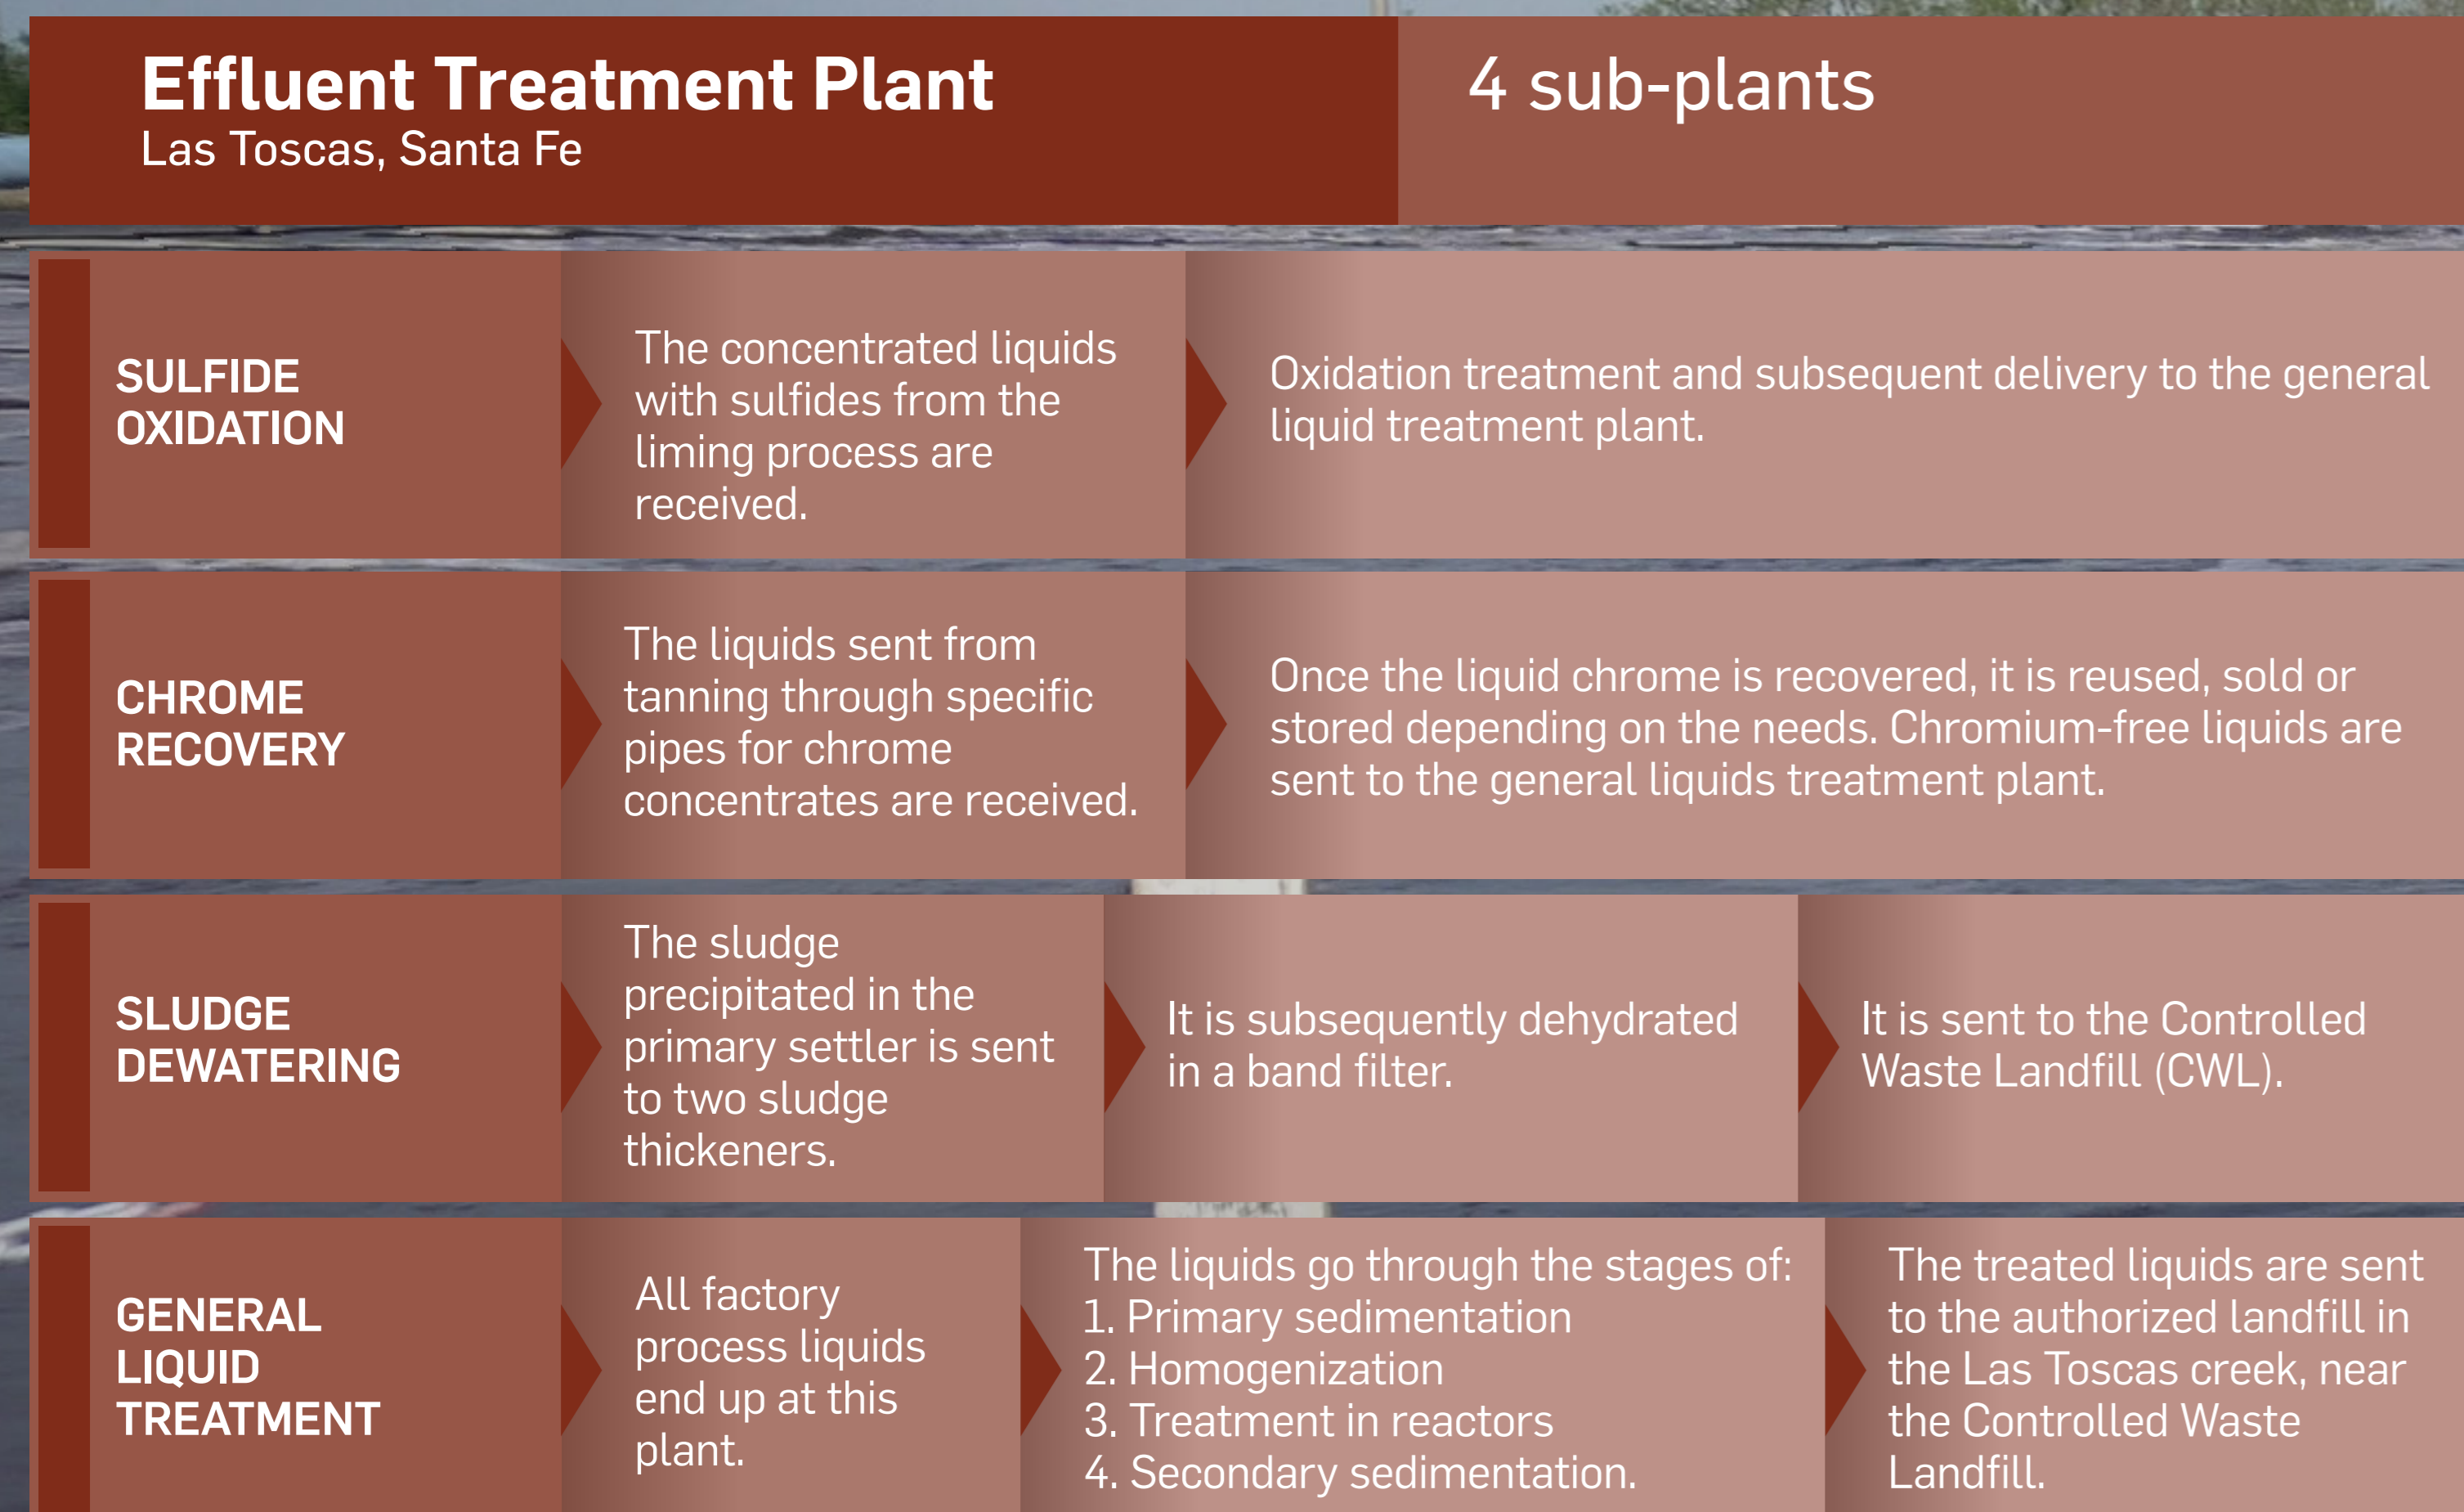 Effluent Treatment Plant
Las Toscas, Santa Fe
4 sub-plants
SULFIDE
OXIDATION
The concentrated liquids
with sulfides from the
liming process are
received.
Oxidation treatment and subsequent delivery to the general
liquid treatment plant.
CHROME
RECOVERY
The liquids sent from
tanning through specific
pipes for chrome
concentrates are received.
Once the liquid chrome is recovered, it is reused, sold or
stored depending on the needs. Chromium-free liquids are
sent to the general liquids treatment plant.
SLUDGE
DEWATERING
The sludge
precipitated in the
primary settler is sent
to two sludge
thickeners.
It is subsequently dehydrated
in a band filter.
It is sent to the Controlled
Waste Landfill (CWL).
GENERAL
LIQUID
TREATMENT
All factory
process liquids
end up at this
plant.
The liquids go through the stages of:
1. Primary sedimentation
2. Homogenization
3. Treatment in reactors
4. Secondary sedimentation.
The treated liquids are sent
to the authorized landfill in
the Las Toscas creek, near
the Controlled Waste
Landfill.